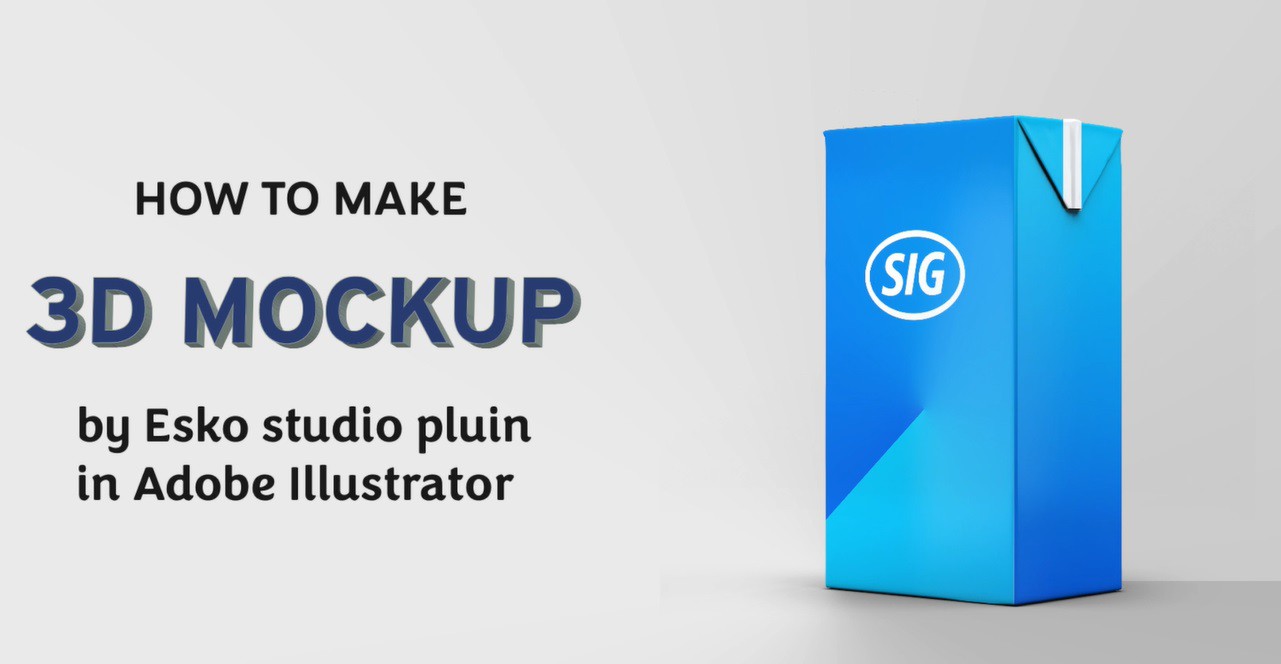 HOW TO MAKE
3D MOCKUP
by Esko studio pluin
in Adobe Illustrator
SIG